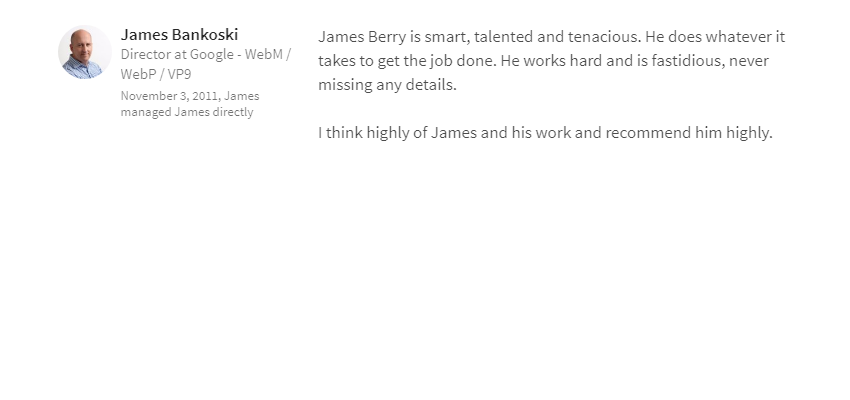 James Bankoski
Director at Google - WebM /
WebP / VP9
November 3, 2011, James
managed James directly
James Berry is smart, talented and tenacious. He does whatever it
takes to get the job done. He works hard and is fastidious, never
missing any details.
I think highly of James and his work and recommend him highly.